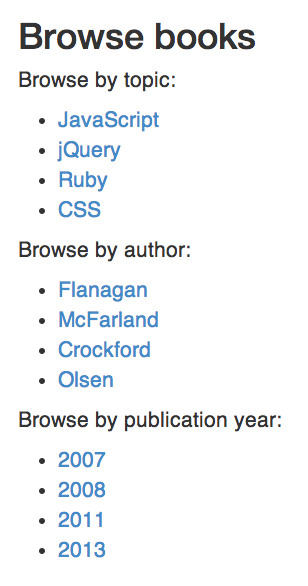 Browse books
Browse by topic:
JavaScript
jQuery
Ruby
CSS
Browse by author:
Flanagan
McFarland
Crockford
Olsen
Browse by publication year:
2007
2008
2011
2013